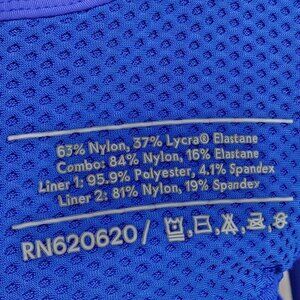 63% Nylon, 37% Lycra® Elastane
Combo: 84% Nylon, 16% Elastane
Liner 1: 95.9% Polyester, 4.1% Spandex
Liner 2: 81% Nylon, 19% Spandex
RN620620 /